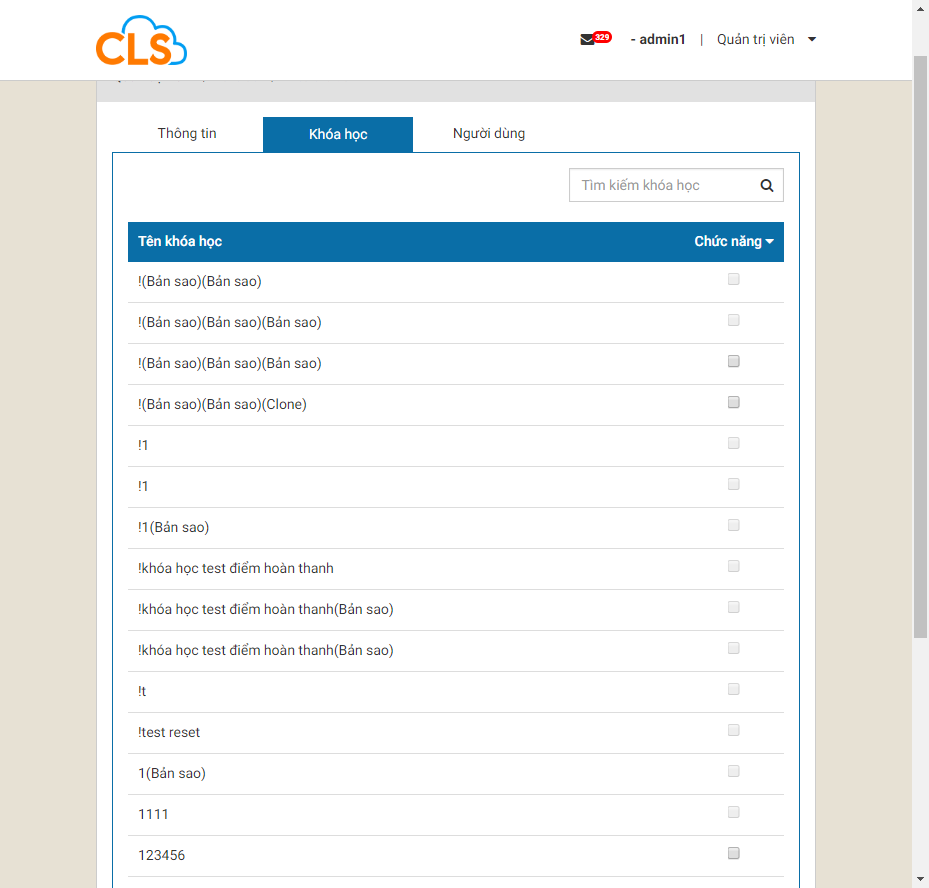 CLS
329
- admin1 | Quản trị viên
Thông tin
Khóa học
Người dùng
Tìm kiếm khóa học
Tên khóa học
Chức năng
!(Bản sao)(Bản sao)
!(Bản sao)(Bản sao)(Bản sao)
!(Bản sao)(Bản sao)(Bản sao)
!(Bản sao)(Bản sao)(Clone)
!1
!1
!1(Bản sao)
!khóa học test điểm hoàn thanh
!khóa học test điểm hoàn thanh(Bản sao)
!khóa học test điểm hoàn thanh(Bản sao)
!t
!test reset
1(Bản sao)
1111
123456